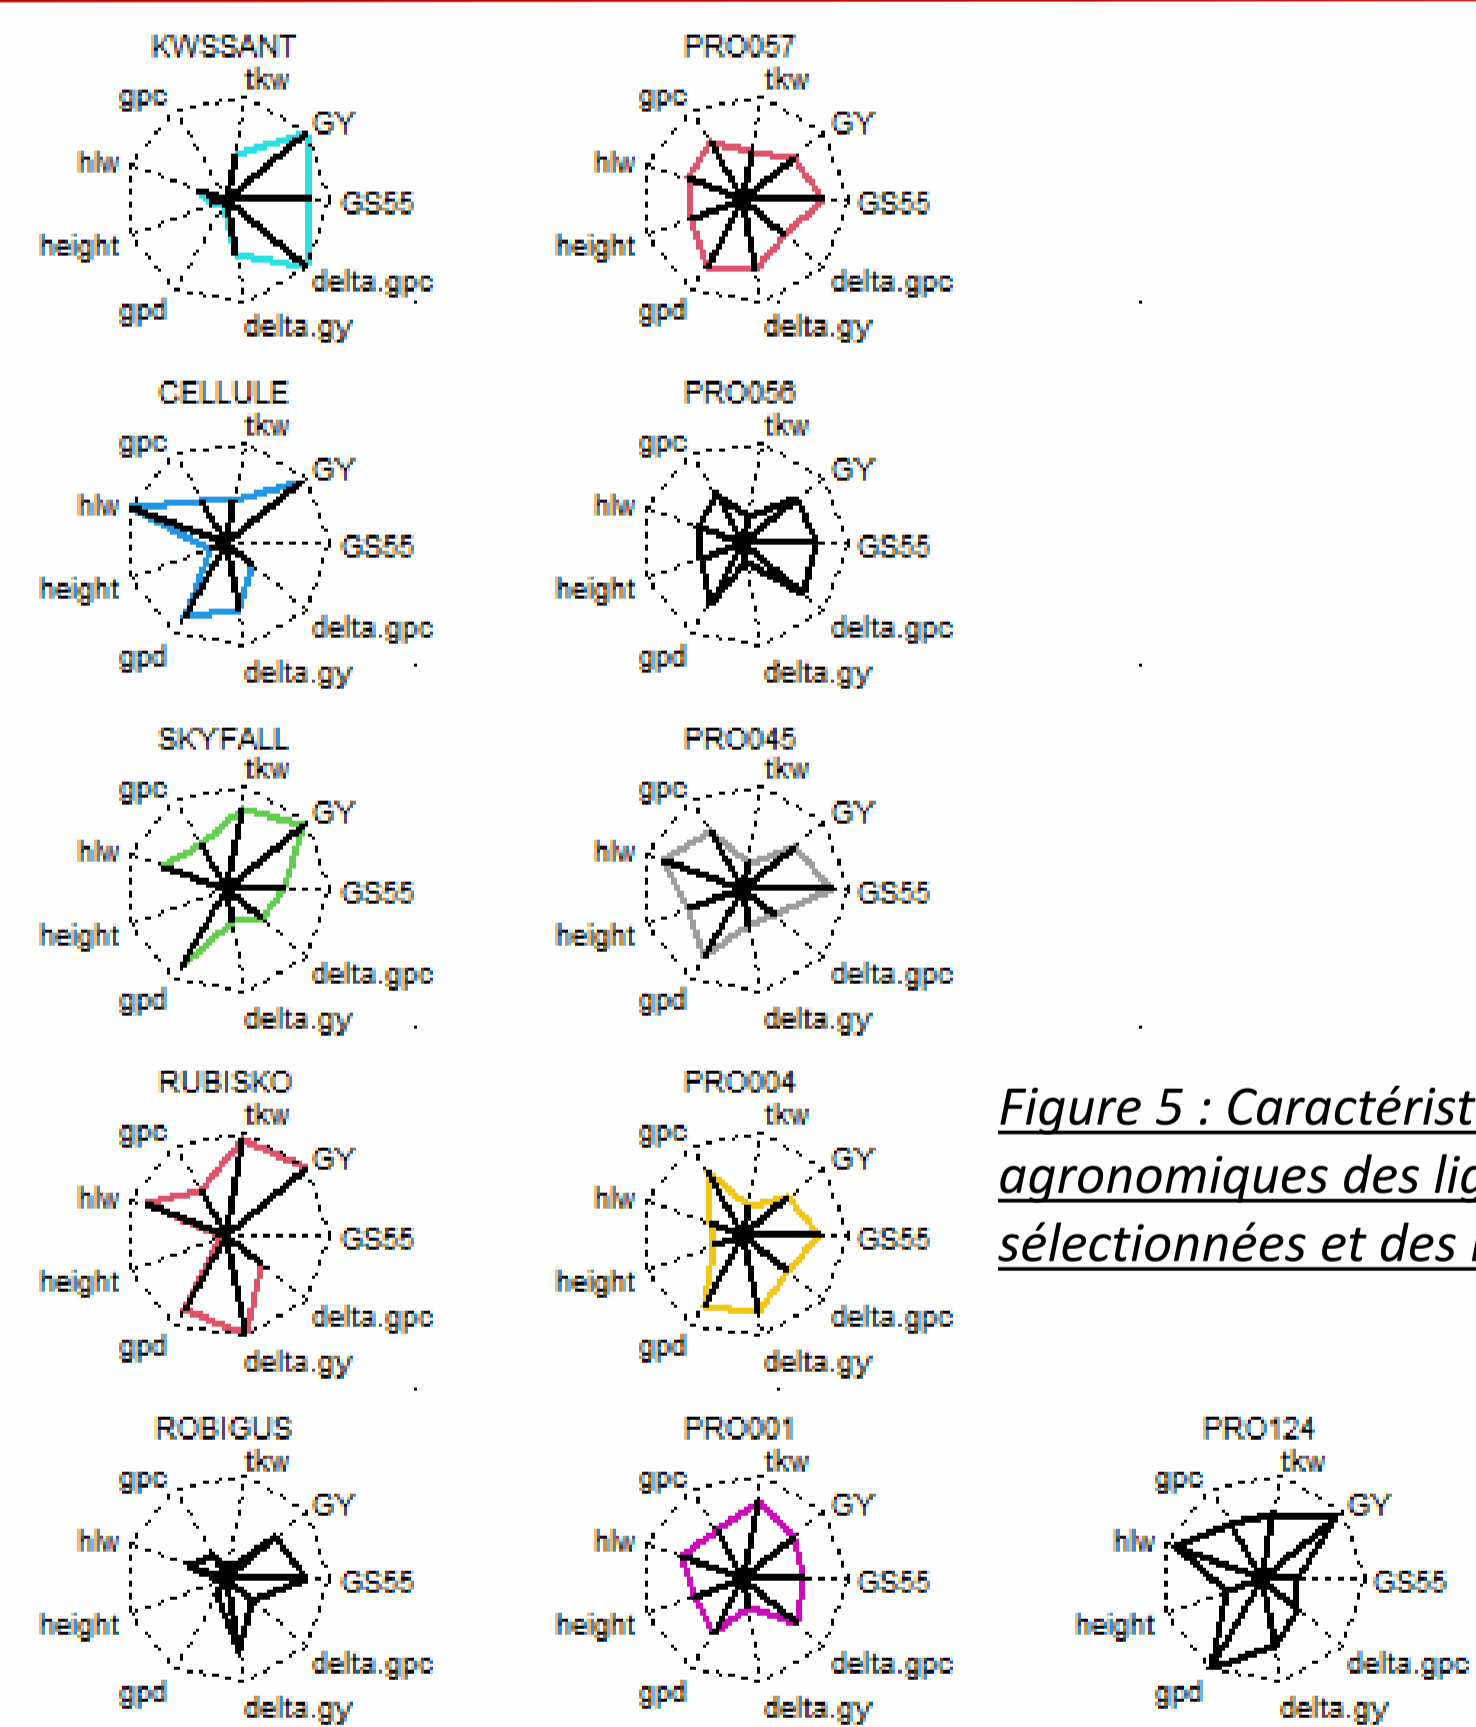 KWSSANT
tkw
gpc
GY
hlw
GS55
height
delta.gpc
gpd
delta.gy
PRO057
tkw
gpc
GY
hlw
GS55
height
delta.gpc
gpd
delta.gy
CELLULE
tkw
gpc
GY
hlw
GS55
height
delta.gpc
gpd
delta.gy
PRO056
tkw
gpc
GY
hlw
GS55
height
delta.gpc
gpd
delta.gy
SKYFALL
tkw
gpc
GY
hlw
GS55
height
delta.gpc
gpd
delta.gy
PRO045
tkw
gpc
GY
hlw
GS55
height
delta.gpc
gpd
delta.gy
RUBISKO
tkw
gpc
GY
hlw
GS55
height
delta.gpc
gpd
delta.gy
PRO004
tkw
gpc
GY
hlw
GS55
height
delta.gpc
gpd
delta.gy
Figure 5 : Caractérist
agronomiques des lig
sélectionnées et des
ROBIGUS
tkw
gpc
GY
hlw
GS55
height
delta.gpc
gpd
delta.gy
PRO001
tkw
gpc
GY
hlw
GS55
height
delta.gpc
gpd
delta.gy
PRO124
tkw
gpc
GY
hlw
GS55
height
delta.gpc
gpd
delta.gy